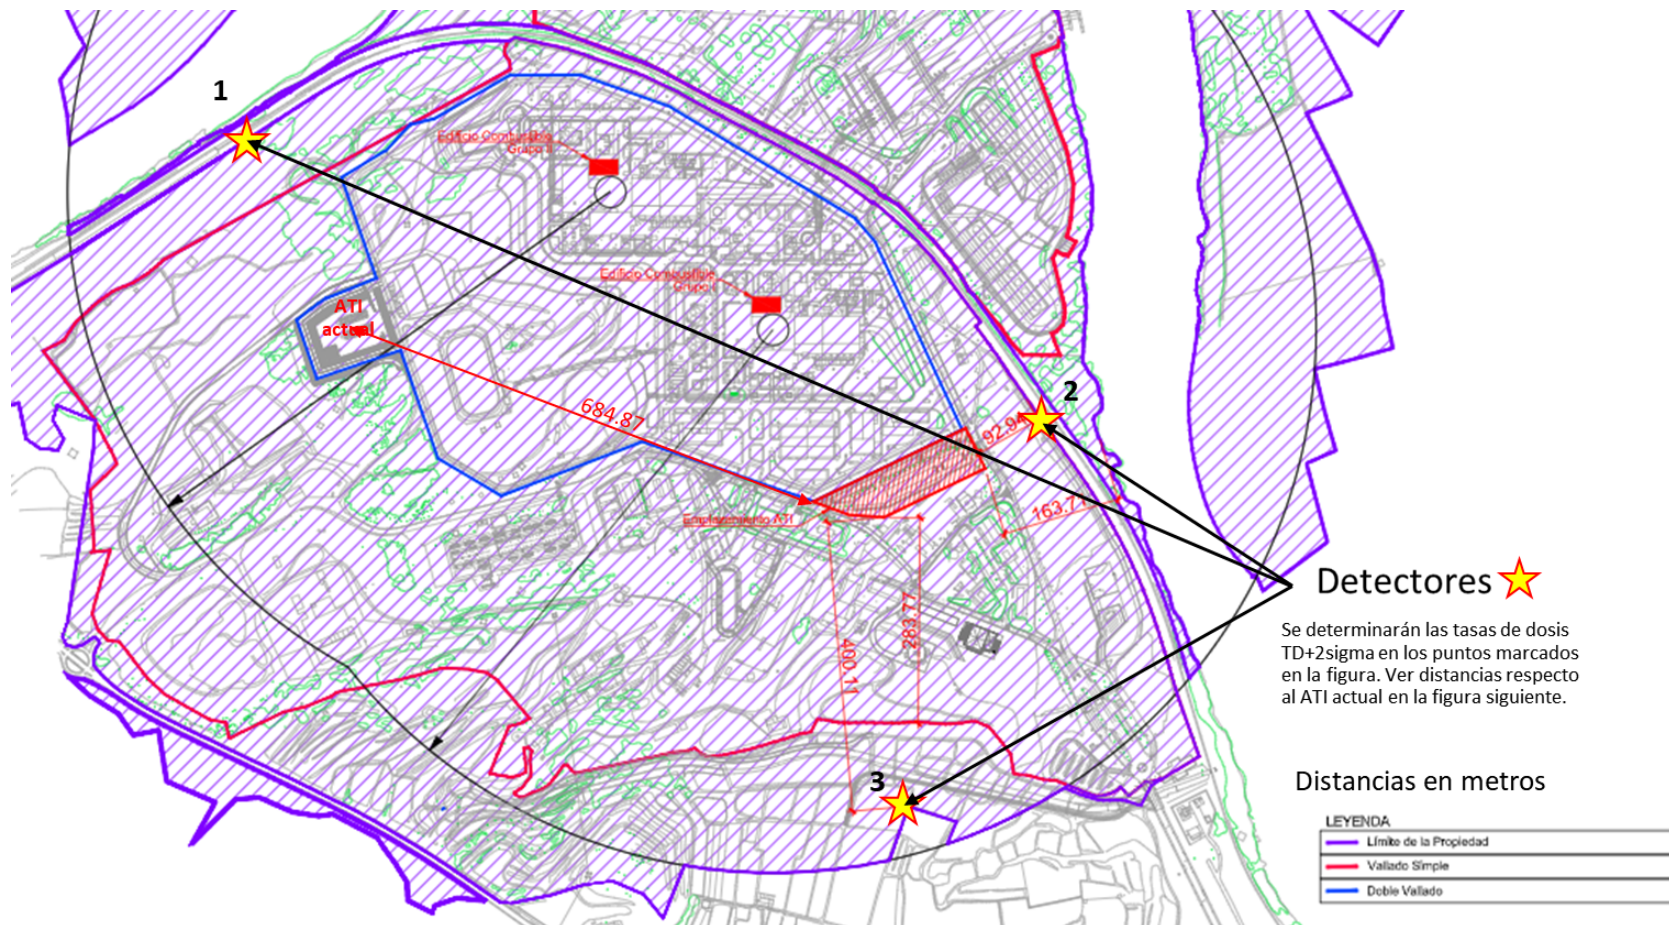 1
Edificio Combustible
Grupo II
Edificio Combustible
Grupo I
ATI
actual
684.87
2
92.94
163.71
Emplazamiento ATI
283.77
400.11
3
Detectores
Se determinarán las tasas de dosis
TD+2sigma en los puntos marcados
en la figura. Ver distancias respecto
al ATI actual en la figura siguiente.
Distancias en metros
LEYENDA
Límite de la Propiedad
Vallado Simple
Doble Vallado